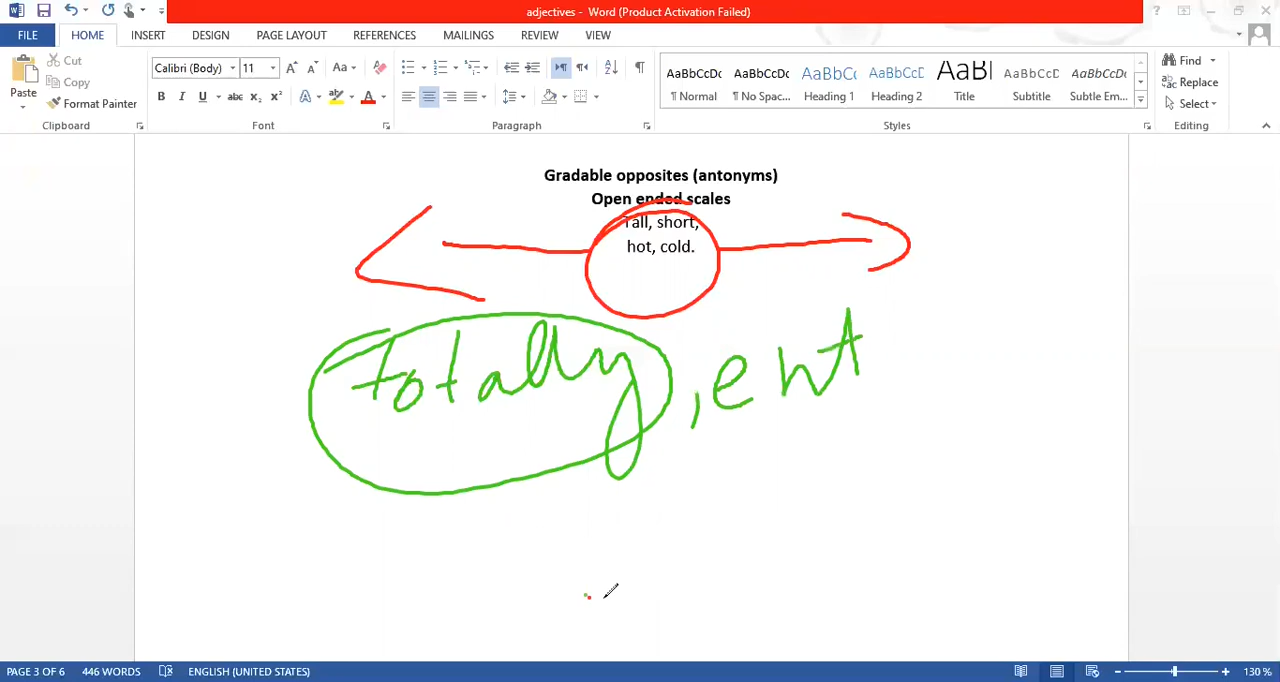 adjectives - Word (Product Activation Failed)
FILE HOME INSERT DESIGN PAGE LAYOUT REFERENCES MAILINGS REVIEW VIEW
Paste
Cut
Copy
Format Painter
Clipboard
Calibri (Body) 11
Font
Paragraph
AaBbCcDc AaBbCcDc AaBbCc AaBbCcD AaBl AaBbCcD AaBbCcDc
¶ Normal ¶ No Spac... Heading 1 Heading 2 Title Subtitle Subtle Em...
Styles
Find
Replace
Select
Editing
Gradable opposites (antonyms)
Open ended scales
Tall, short,
hot, cold.
totally, ent
PAGE 3 OF 6 446 WORDS ENGLISH (UNITED STATES) 130 %